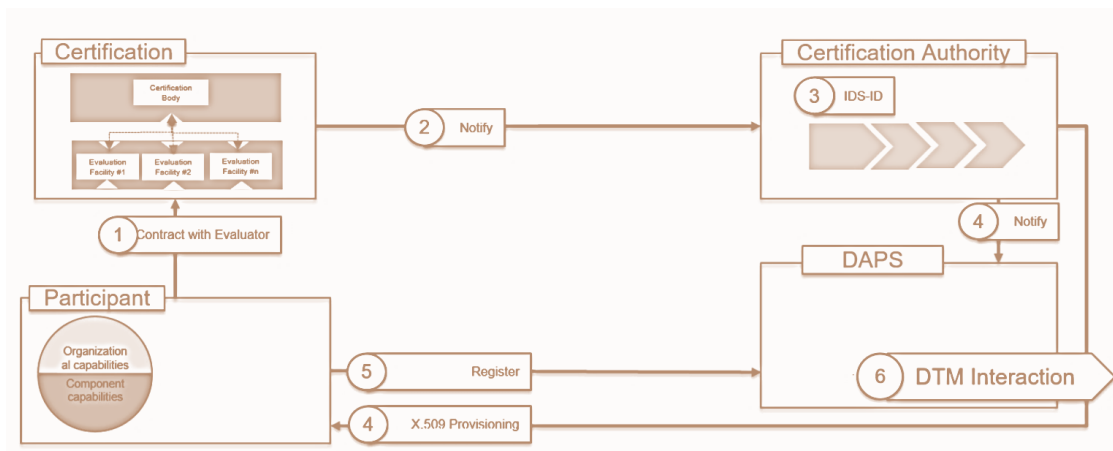 Certification
Certification
Body
Evaluation
Facility #1
Evaluation
Facility #2
Evaluation
Facility #n
2
Notify
Certification Authority
3
IDS-ID
1
Contract with Evaluator
4
Notify
DAPS
Participant
Organization
al capabilities
Component
capabilities
5
Register
6
DTM Interaction
4
X.509 Provisioning